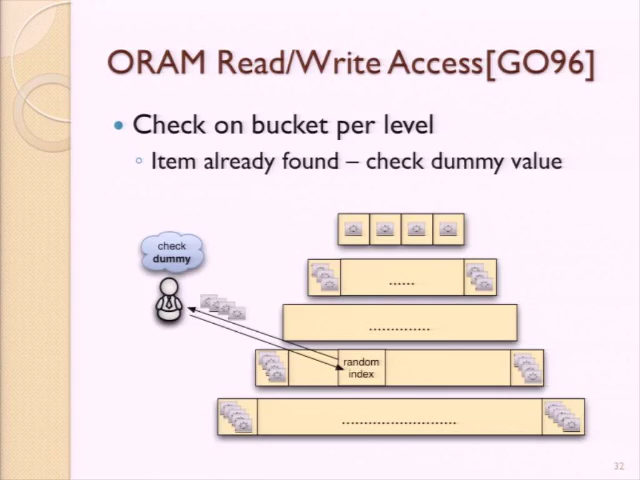 ORAM Read/Write Access[GO96]
• Check on bucket per level
◦ Item already found – check dummy value
check
dummy
......
..............
random
index
..........................
32